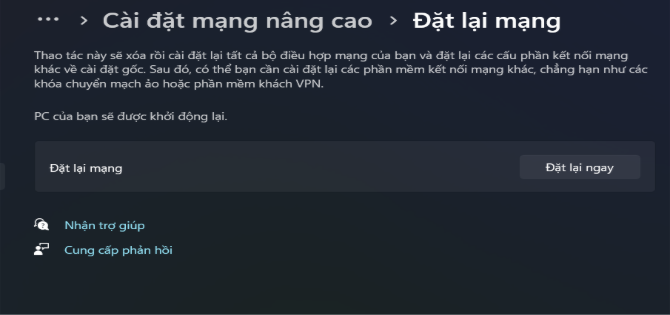 ... > Cài đặt mạng nâng cao > Đặt lại mạng
Thao tác này sẽ xóa rồi cài đặt lại tất cả bộ điều hợp mạng của bạn và đặt lại các cấu phần kết nối mạng
khác về cài đặt gốc. Sau đó, có thể bạn cần cài đặt lại các phần mềm kết nối mạng khác, chẳng hạn như các
khóa chuyển mạch ảo hoặc phần mềm khách VPN.
PC của bạn sẽ được khởi động lại.
Đặt lại mạng Đặt lại ngay
Nhận trợ giúp
Cung cấp phản hồi